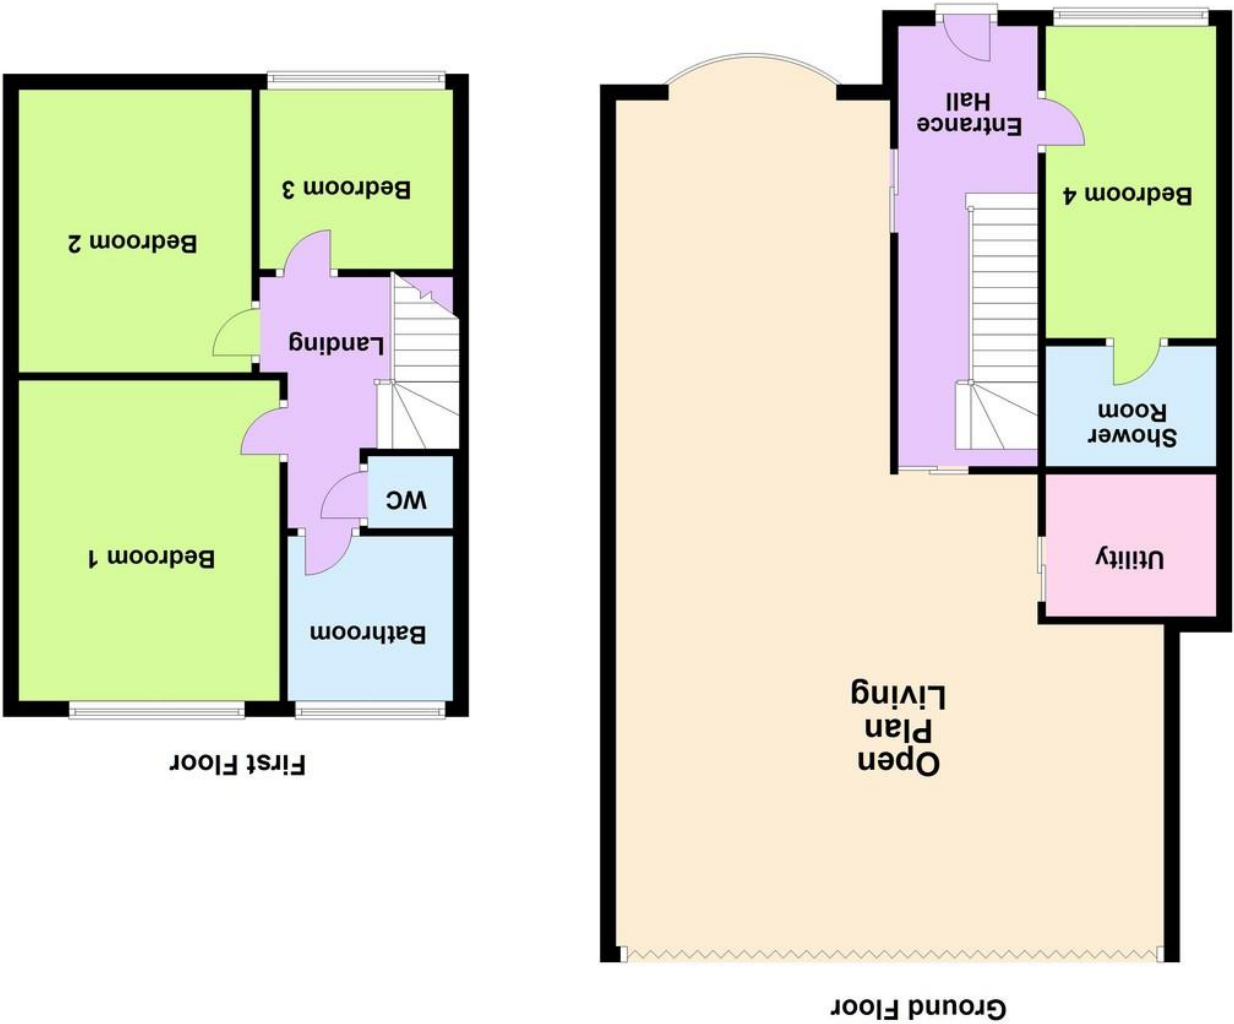 Ground Floor
Open
Plan
Living
Utility
Shower
Room
Bedroom 4
Entrance
Hall
First Floor
Bathroom
Bedroom 1
WC
Landing
Bedroom 2
Bedroom 3